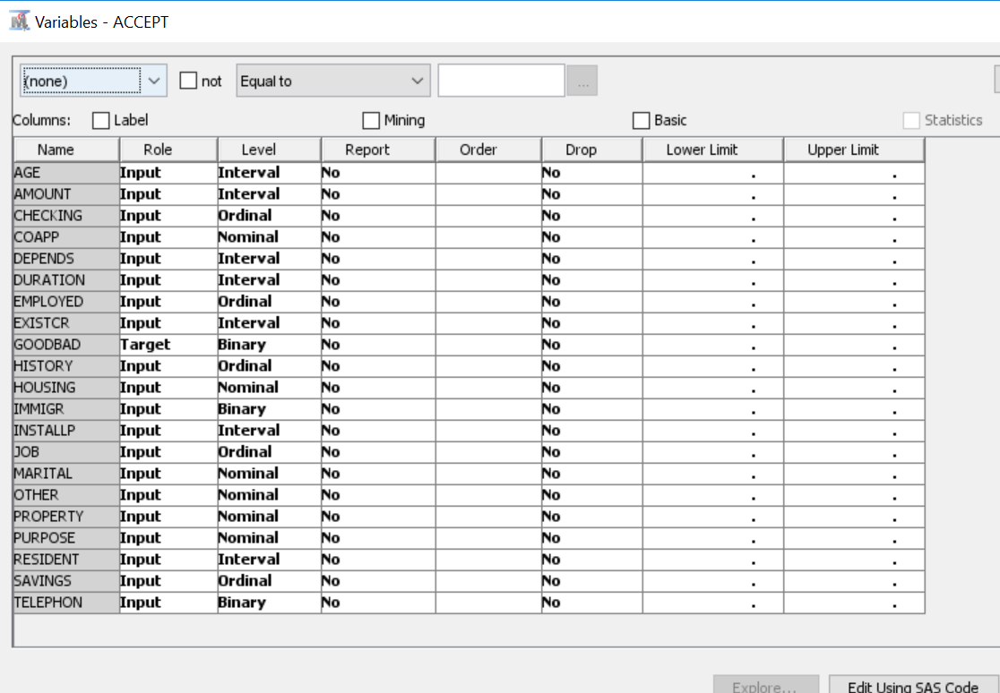 Variables - ACCEPT
(none) not Equal to ...
Columns: Label Mining Basic Statistics
Name Role Level Report Order Drop Lower Limit Upper Limit
AGE Input Interval No No . .
AMOUNT Input Interval No No . .
CHECKING Input Ordinal No No . .
COAPP Input Nominal No No . .
DEPENDS Input Interval No No . .
DURATION Input Interval No No . .
EMPLOYED Input Ordinal No No . .
EXISTCR Input Interval No No . .
GOODBAD Target Binary No No . .
HISTORY Input Ordinal No No . .
HOUSING Input Nominal No No . .
IMMIGR Input Binary No No . .
INSTALLP Input Interval No No . .
JOB Input Ordinal No No . .
MARITAL Input Nominal No No . .
OTHER Input Nominal No No . .
PROPERTY Input Nominal No No . .
PURPOSE Input Nominal No No . .
RESIDENT Input Interval No No . .
SAVINGS Input Ordinal No No . .
TELEPHON Input Binary No No . .
Explore... Edit Using SAS Code